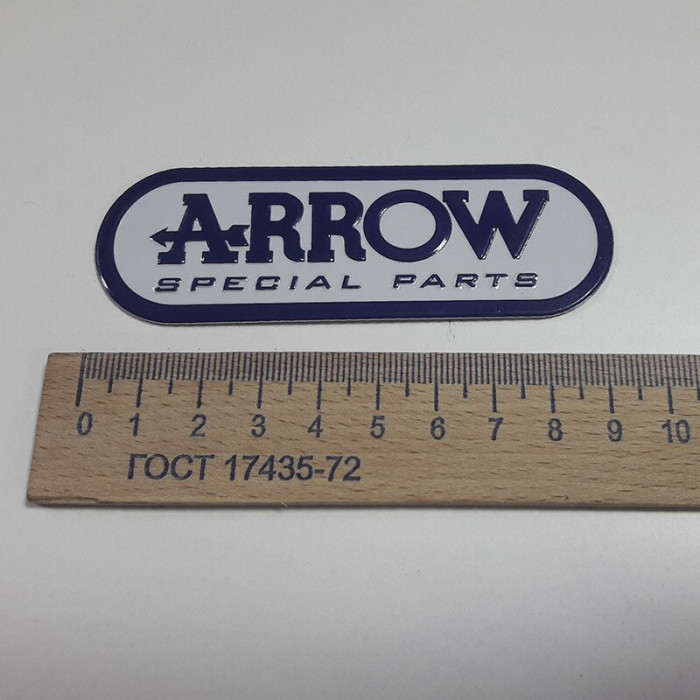 ARROW
SPECIAL PARTS
0 1 2 3 4 5 6 7 8 9 10
ГОСТ 17435-72